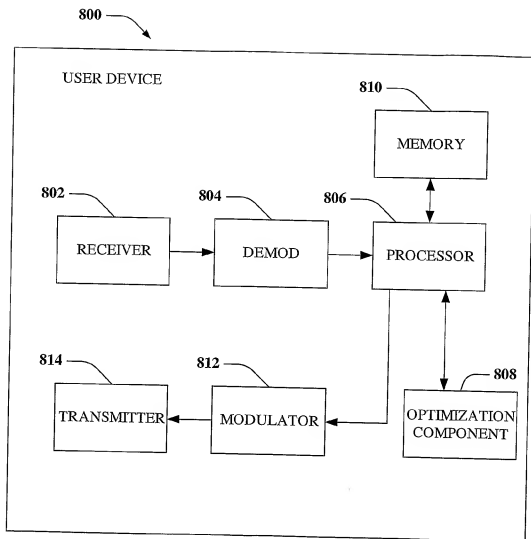 800
USER DEVICE
810
MEMORY
802
804
806
RECEIVER
DEMOD
PROCESSOR
814
812
808
TRANSMITTER
MODULATOR
OPTIMIZATION
COMPONENT